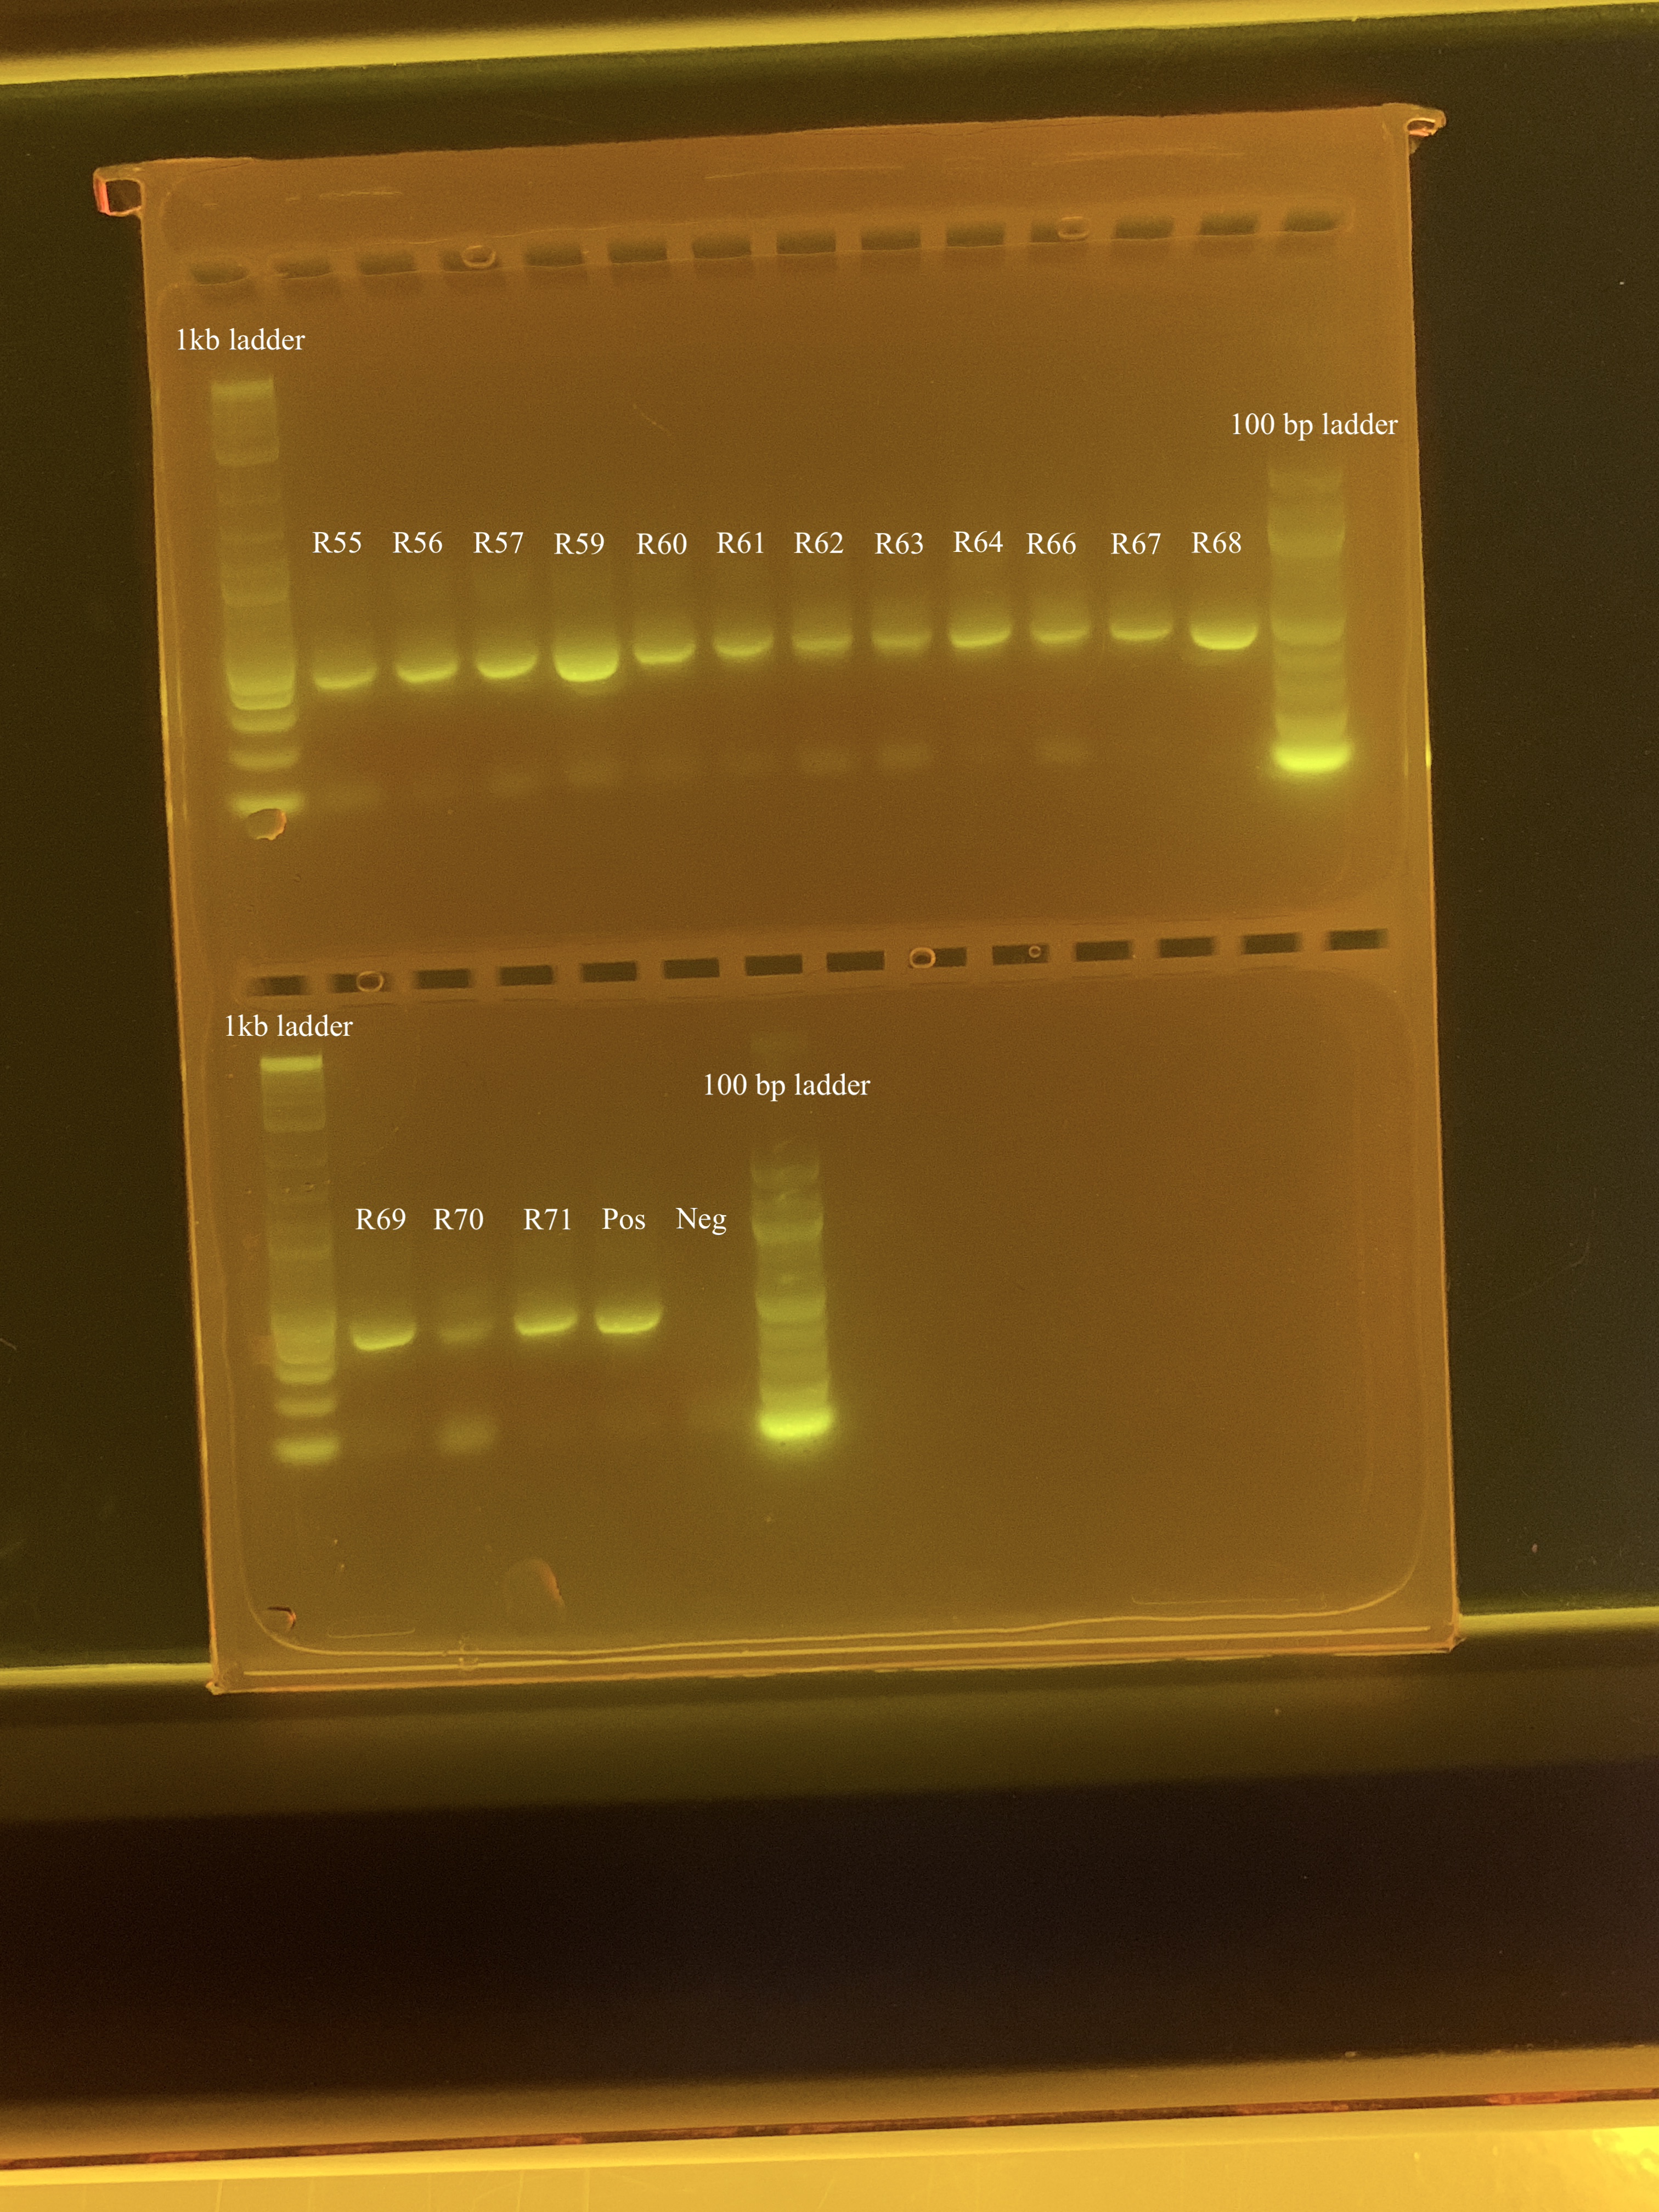 1kb ladder
100 bp ladder
R55 R56 R57 R59 R60 R61 R62 R63 R64 R66 R67 R68
1kb ladder
100 bp ladder
R69 R70 R71 Pos Neg